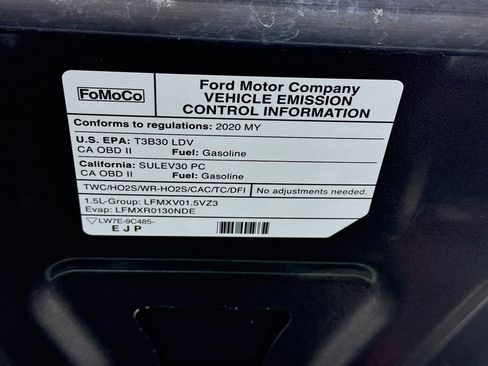 FoMoCo
Ford Motor Company
VEHICLE EMISSION
CONTROL INFORMATION
Conforms to regulations: 2020 MY
U.S. EPA: T3B30 LDV
CA OBD II Fuel: Gasoline
California: SULEV30 PC
CA OBD II Fuel: Gasoline
TWC/HO2S/WR-HO2S/CAC/TC/DFI No adjustments needed.
1.5L-Group: LFMXV01.5VZ3
Evap: LFMXR0130NDE
LW7E-9C485-
EJP